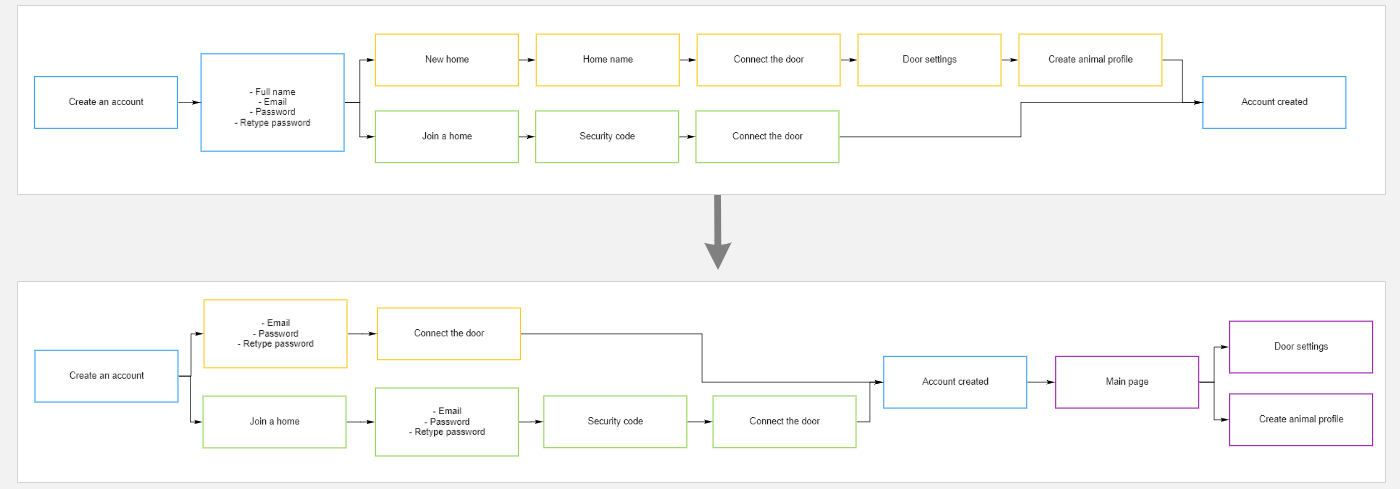 New home
Home name
Connect the door
Door settings
Create animal profile
Create an account
- Full name
- Email
- Password
- Retype password
Account created
Join a home
Security code
Connect the door
- Email
- Password
- Retype password
Connect the door
Door settings
Create an account
Account created
Main page
Join a home
- Email
- Password
- Retype password
Security code
Connect the door
Create animal profile